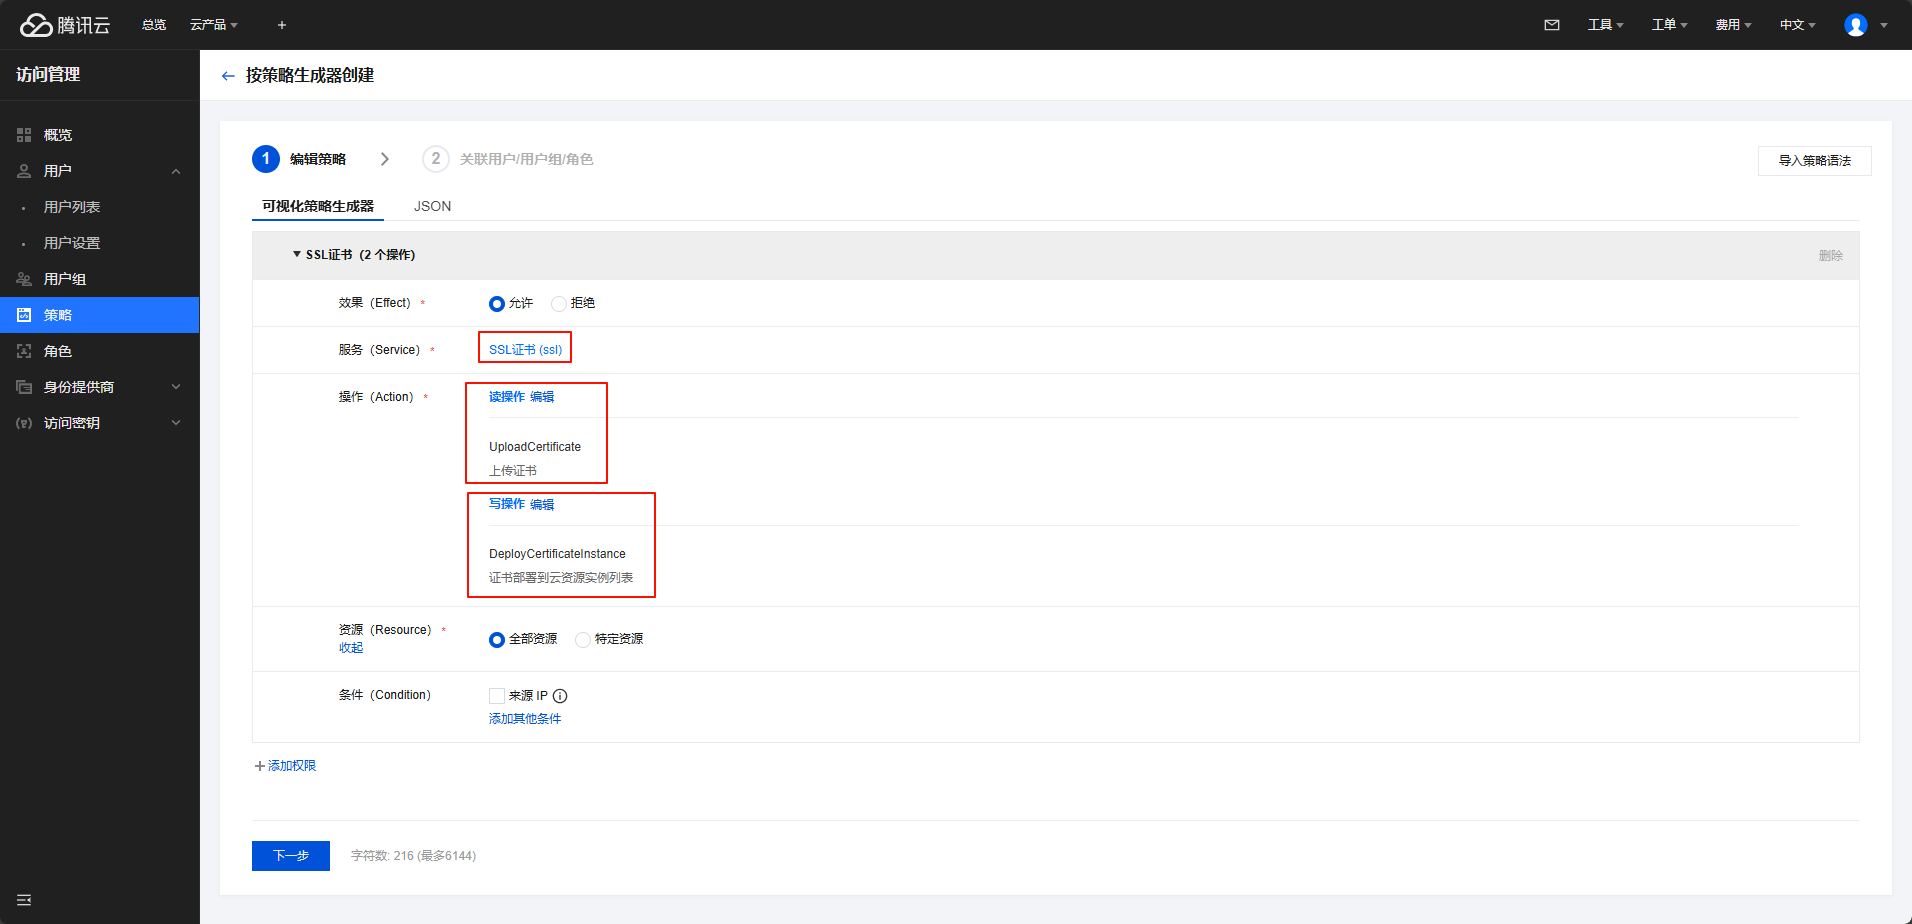 腾讯云 总览 云产品 + 工具 工单 费用 中文
访问管理
概览
用户
用户列表
用户设置
用户组
策略
角色
身份提供商
访问密钥
← 按策略生成器创建
1 编辑策略 2 关联用户/用户组/角色
导入策略语法
可视化策略生成器 JSON
SSL证书（2 个操作） 删除
效果（Effect） * 允许 拒绝
服务（Service） * SSL证书 (ssl)
操作（Action） * 读操作 编辑
UploadCertificate
上传证书
写操作 编辑
DeployCertificateInstance
证书部署到云资源实例列表
资源（Resource） * 全部资源 特定资源
收起
条件（Condition） 来源 IP
添加其他条件
+添加权限
下一步 字符数: 216 (最多6144)